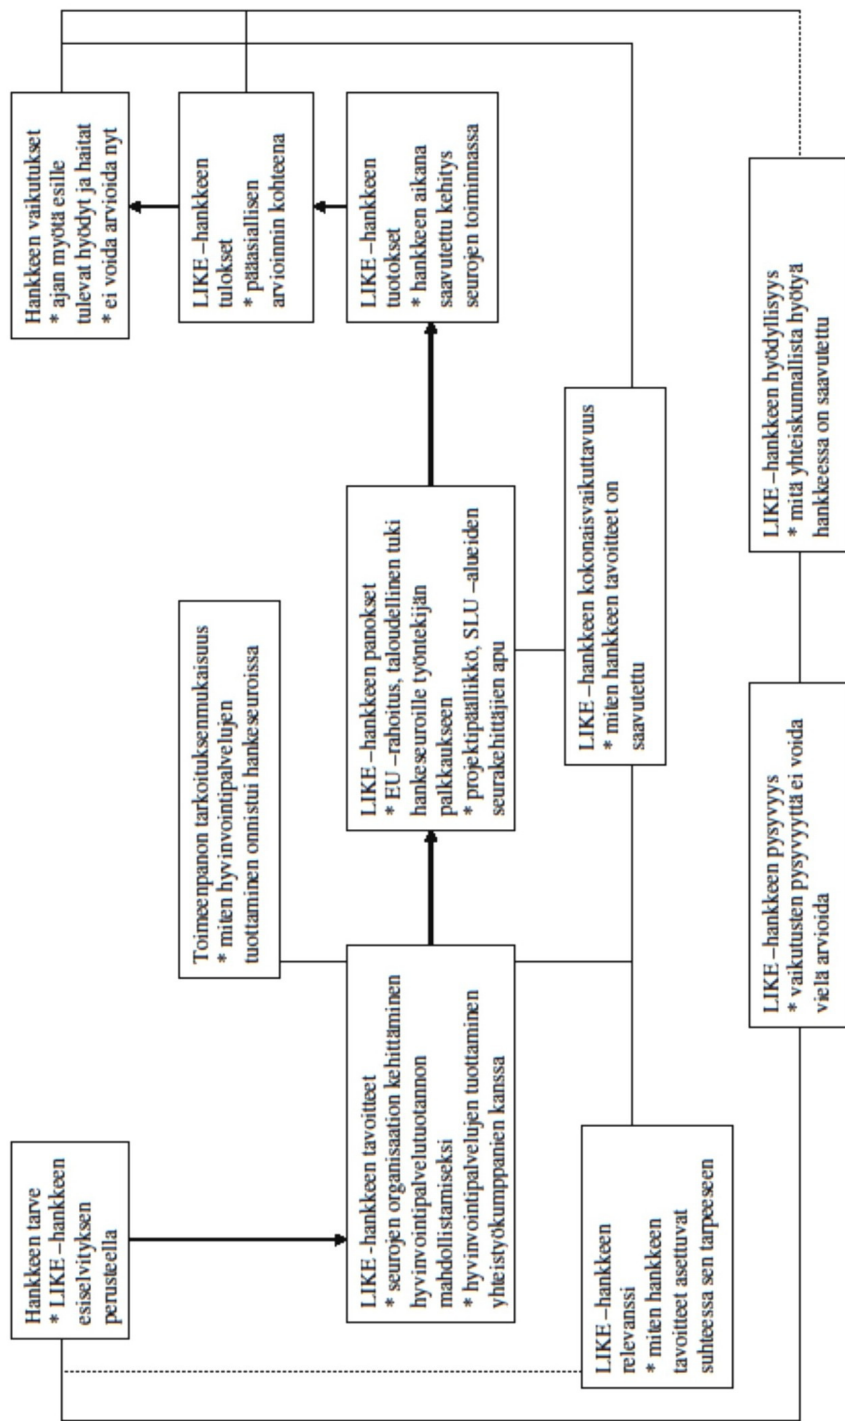 Hankkeen tarve
* LIKE –hankkeen
esiselvityksen
perusteella
Hankkeen vaikutukset
* ajan myötä esille
tulevat hyödyt ja haitat
* ei voida arvioida nyt
Toimeenpanon tarkoituksenmukaisuus
* miten hyvinvointipalvelujen
tuottaminen onnistui hankeseuroissa
LIKE –hankkeen
tulokset
* pääasiallisen
arvioinnin kohteena
LIKE -hankkeen tavoitteet
* seurojen organisaation kehittäminen
hyvinvointipalvelutuotannon
mahdollistamiseksi
* hyvinvointipalvelujen tuottaminen
yhteistyökumppanien kanssa
LIKE –hankkeen panokset
* EU –rahoitus, taloudellinen tuki
hankeseuroille työntekijän
palkkaukseen
* projektipäällikkö, SLU –alueiden
seurakehittäjien apu
LIKE –hankkeen
tuotokset
* hankkeen aikana
saavutettu kehitys
seurojen toiminnassa
LIKE –hankkeen
relevanssi
* miten hankkeen
tavoitteet asettuvat
suhteessa sen tarpeeseen
LIKE –hankkeen kokonaisvaikuttavuus
* miten hankkeen tavoitteet on
saavutettu
LIKE –hankkeen pysyvyys
* vaikutusten pysyvyyttä ei voida
vielä arvioida
LIKE –hankkeen hyödyllisyys
* mitä yhteiskunnallista hyötyä
hankkeessa on saavutettu